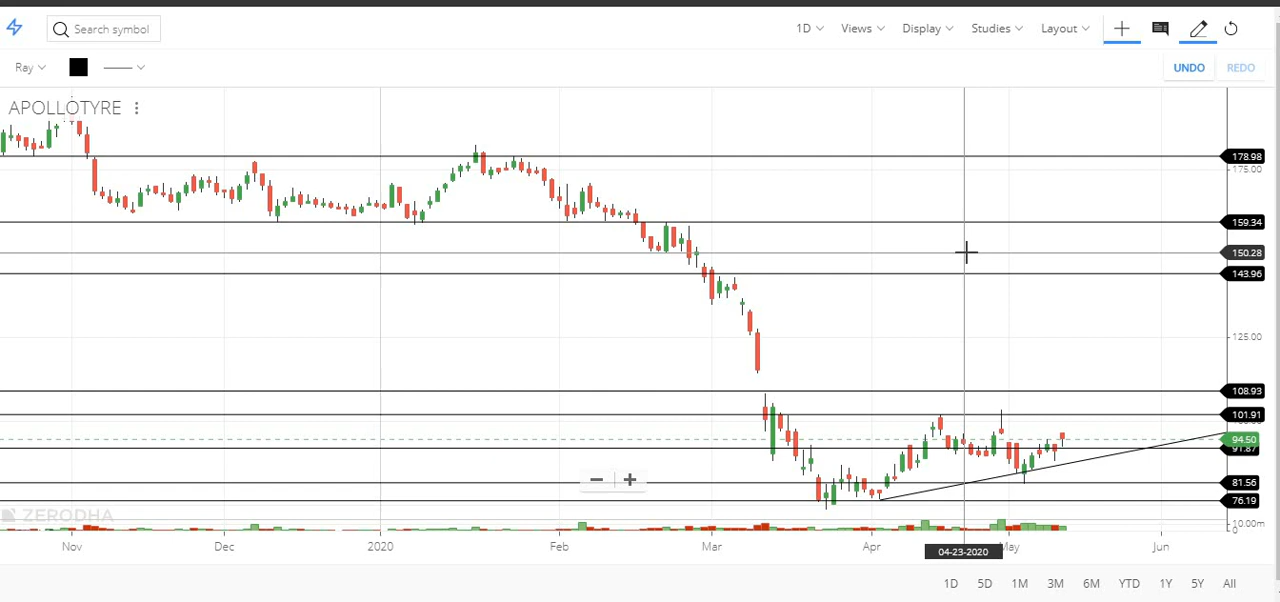 Search symbol
1D
Views
Display
Studies
Layout
Ray
UNDO
REDO
APOLLOTYRE
178.98
175.00
159.34
150.28
143.96
125.00
108.93
101.91
94.50
91.87
81.56
76.19
ZERODHA
10.00m
0
Nov
Dec
2020
Feb
Mar
Apr
04-23-2020
May
Jun
1D
5D
1M
3M
6M
YTD
1Y
5Y
All